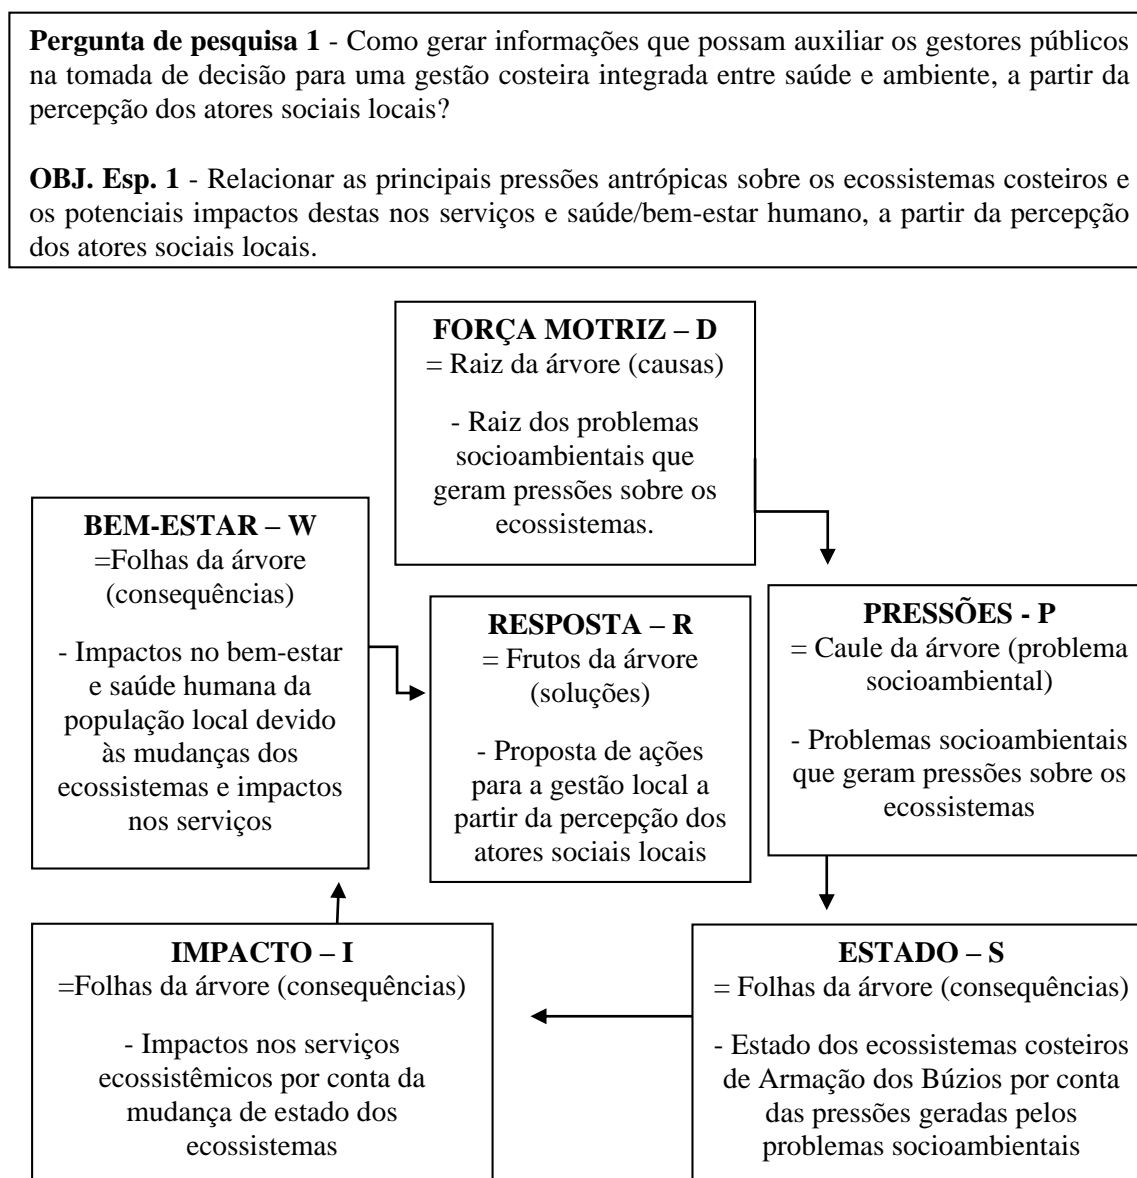 Pergunta de pesquisa 1 - Como gerar informações que possam auxiliar os gestores públicos
na tomada de decisão para uma gestão costeira integrada entre saúde e ambiente, a partir da
percepção dos atores sociais locais?
OBJ. Esp. 1 - Relacionar as principais pressões antrópicas sobre os ecossistemas costeiros e
os potenciais impactos destas nos serviços e saúde/bem-estar humano, a partir da percepção
dos atores sociais locais.
FORÇA MOTRIZ – D
= Raiz da árvore (causas)
- Raiz dos problemas
socioambientais que
geram pressões sobre os
ecossistemas.
BEM-ESTAR – W
=Folhas da árvore
(consequências)
- Impactos no bem-estar
e saúde humana da
população local devido
às mudanças dos
ecossistemas e impactos
nos serviços
RESPOSTA – R
= Frutos da árvore
(soluções)
- Proposta de ações
para a gestão local a
partir da percepção dos
atores sociais locais
PRESSÕES - P
= Caule da árvore (problema
socioambiental)
- Problemas socioambientais
que geram pressões sobre os
ecossistemas
IMPACTO – I
=Folhas da árvore (consequências)
- Impactos nos serviços
ecossistêmicos por conta da
mudança de estado dos
ecossistemas
ESTADO – S
= Folhas da árvore (consequências)
- Estado dos ecossistemas costeiros
de Armação dos Búzios por conta
das pressões geradas pelos
problemas socioambientais